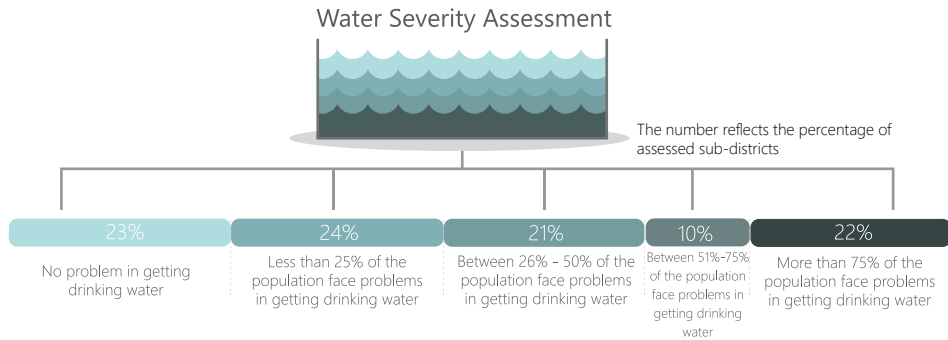 Water Severity Assessment
The number reflects the percentage of
assessed sub-districts
23%
24%
21%
10%
22%
No problem in getting
drinking water
Less than 25% of the
population face problems
in getting drinking water
Between 26% - 50% of the
population face problems
in getting drinking water
Between 51%-75%
of the population
face problems in
getting drinking
water
More than 75% of the
population face problems
in getting drinking water